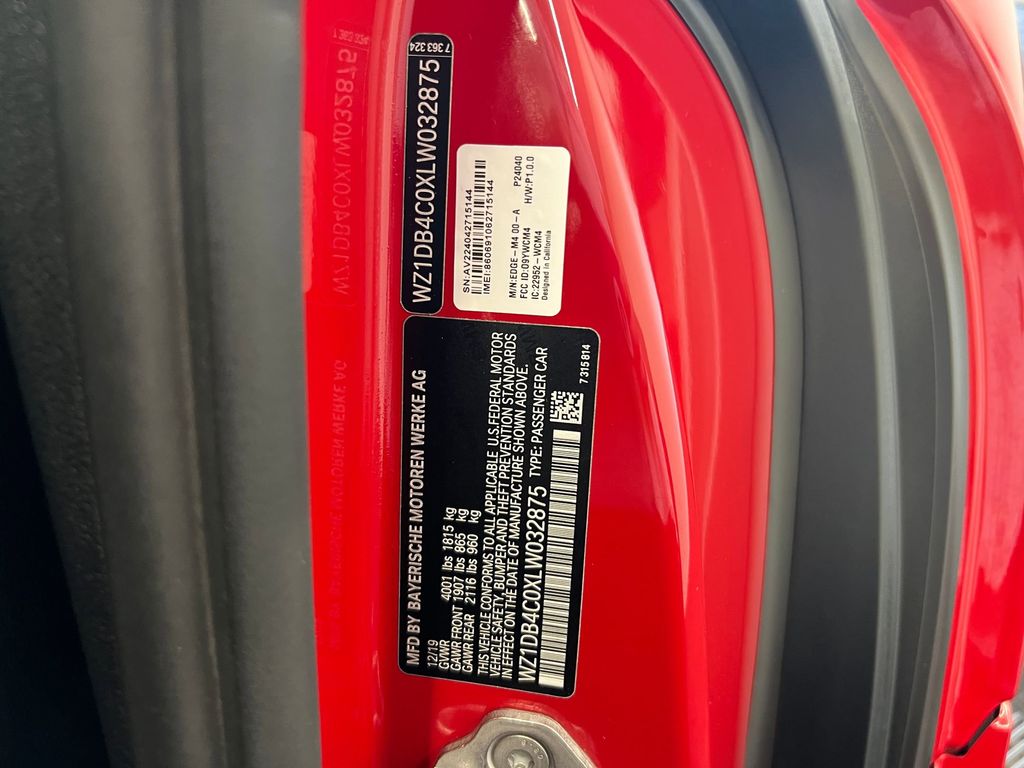 7 363 324
WZ1DB4C0XLW032875
SN:AV224042715144
IMEI:860691062715144
M/N:EDGE-M4.00-A P24040
FCC ID:09YWCM4 H/W:P1.0.0
IC:22952-WCM4
Designed in California
MFD BY BAYERISCHE MOTOREN WERKE AG
12/19
GVWR 4001 lbs 1815 kg
GAWR FRONT 1907 lbs 865 kg
GAWR REAR 2116 lbs 960 kg
THIS VEHICLE CONFORMS TO ALL APPLICABLE U.S. FEDERAL MOTOR
VEHICLE SAFETY, BUMPER AND THEFT PREVENTION STANDARDS
IN EFFECT ON THE DATE OF MANUFACTURE SHOWN ABOVE.
WZ1DB4C0XLW032875 TYPE: PASSENGER CAR
7 315 814